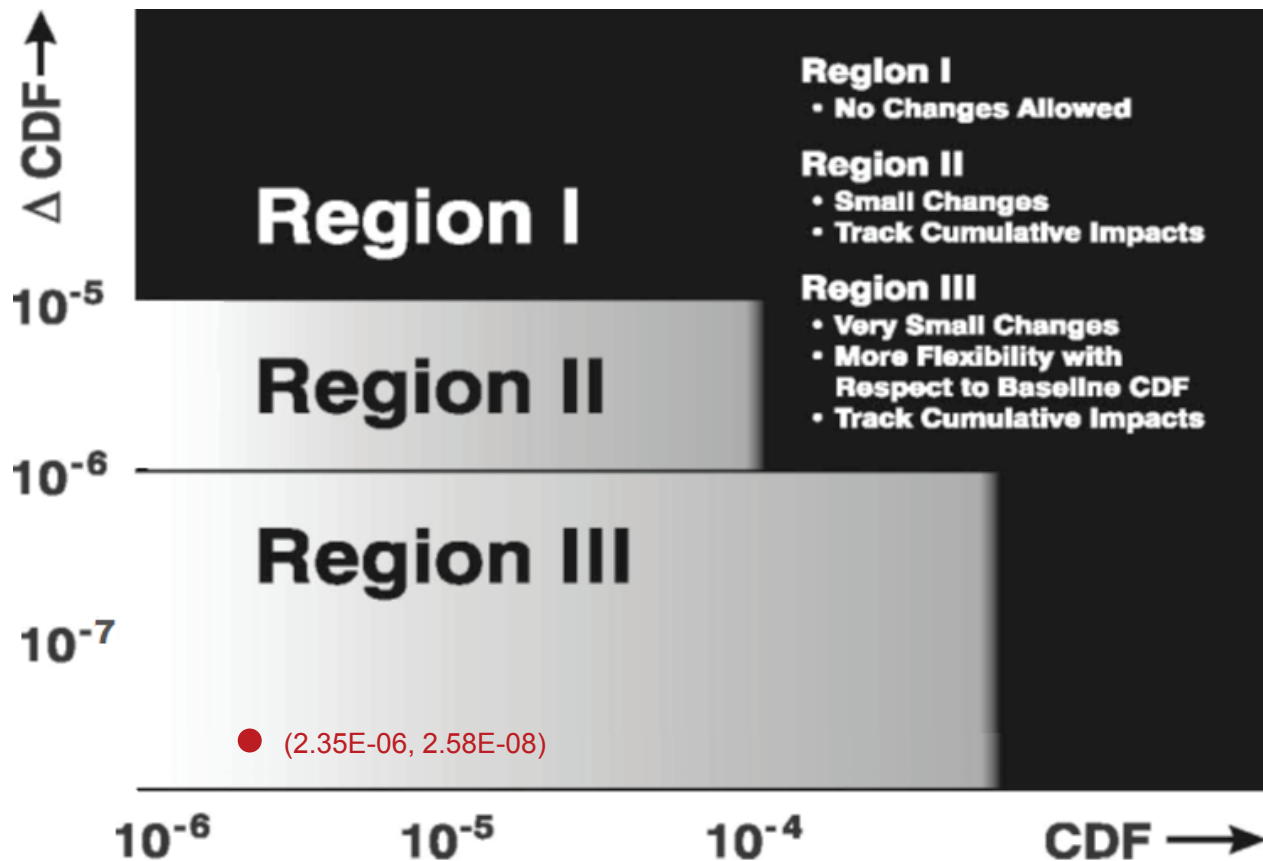 Δ CDF→
Region I
• No Changes Allowed
Region II
• Small Changes
• Track Cumulative Impacts
Region III
• Very Small Changes
• More Flexibility with
Respect to Baseline CDF
• Track Cumulative Impacts
Region I
10⁻⁵
Region II
10⁻⁶
Region III
10⁻⁷
(2.35E-06, 2.58E-08)
10⁻⁶ 10⁻⁵ 10⁻⁴ CDF →